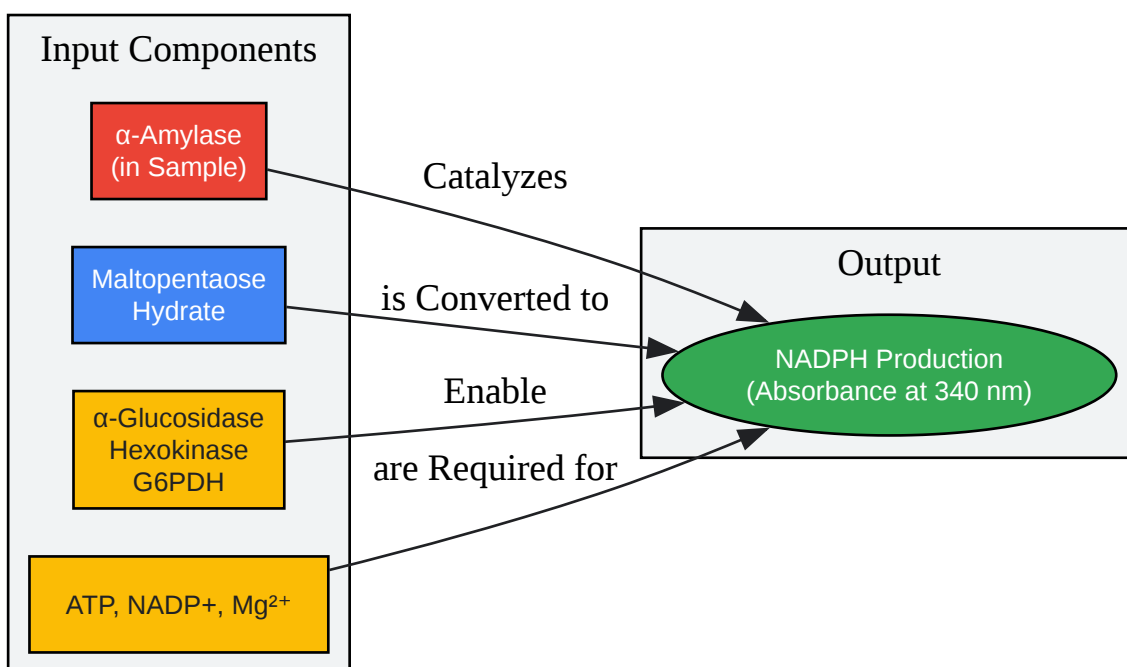 Input Components
α-Amylase
(in Sample)
Catalyzes
Maltopentaose
Hydrate
is Converted to
α-Glucosidase
Hexokinase
G6PDH
Enable
ATP, NADP+, Mg²⁺
are Required for
Output
NADPH Production
(Absorbance at 340 nm)